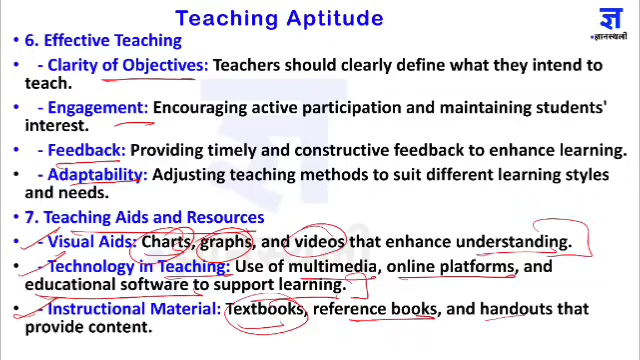 Teaching Aptitude
ज्ञ
ज्ञानस्थली
• 6. Effective Teaching
• - Clarity of Objectives: Teachers should clearly define what they intend to
teach.
• - Engagement: Encouraging active participation and maintaining students'
interest.
• - Feedback: Providing timely and constructive feedback to enhance learning.
• - Adaptability: Adjusting teaching methods to suit different learning styles
and needs.
• 7. Teaching Aids and Resources
• - Visual Aids: Charts, graphs, and videos that enhance understanding.
• - Technology in Teaching: Use of multimedia, online platforms, and
educational software to support learning.
• - Instructional Material: Textbooks, reference books, and handouts that
provide content.